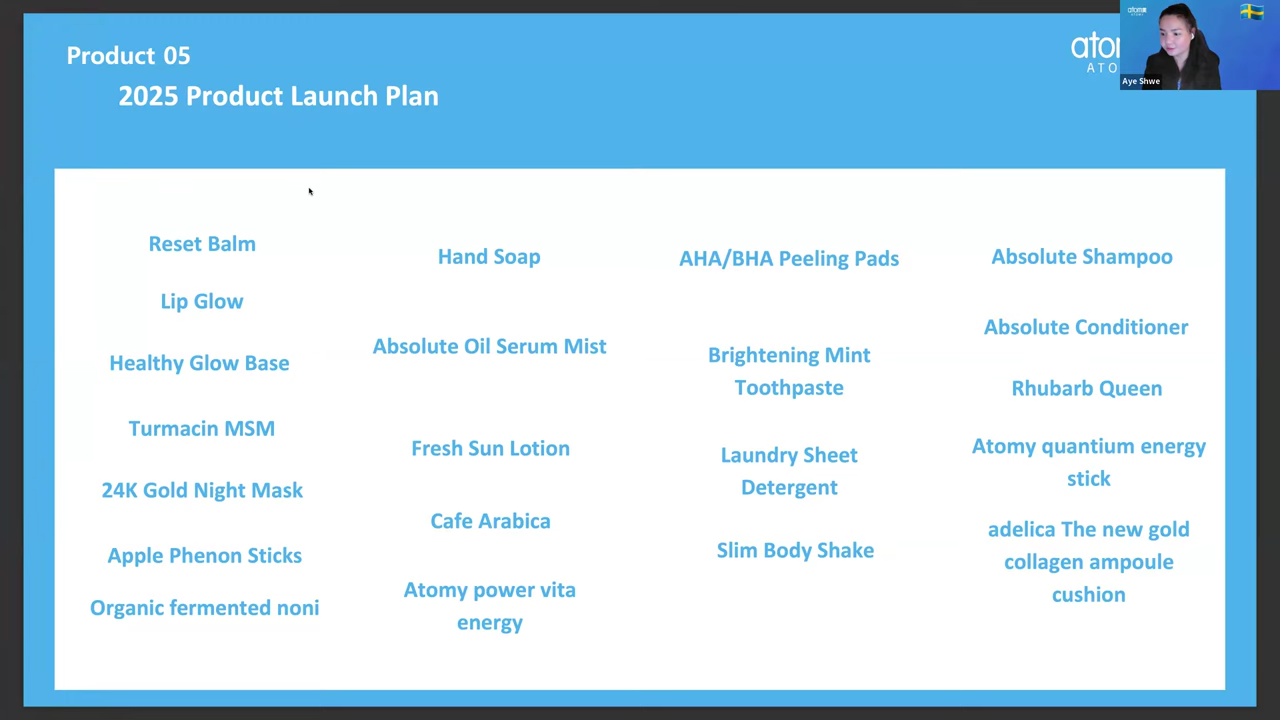 Product 05
2025 Product Launch Plan
ATO
atomy
Aye Shwe
Reset Balm
Lip Glow
Healthy Glow Base
Turmacin MSM
24K Gold Night Mask
Apple Phenon Sticks
Organic fermented noni
Hand Soap
Absolute Oil Serum Mist
Fresh Sun Lotion
Cafe Arabica
Atomy power vita
energy
AHA/BHA Peeling Pads
Brightening Mint
Toothpaste
Laundry Sheet
Detergent
Slim Body Shake
Absolute Shampoo
Absolute Conditioner
Rhubarb Queen
Atomy quantium energy
stick
adelica The new gold
collagen ampoule
cushion